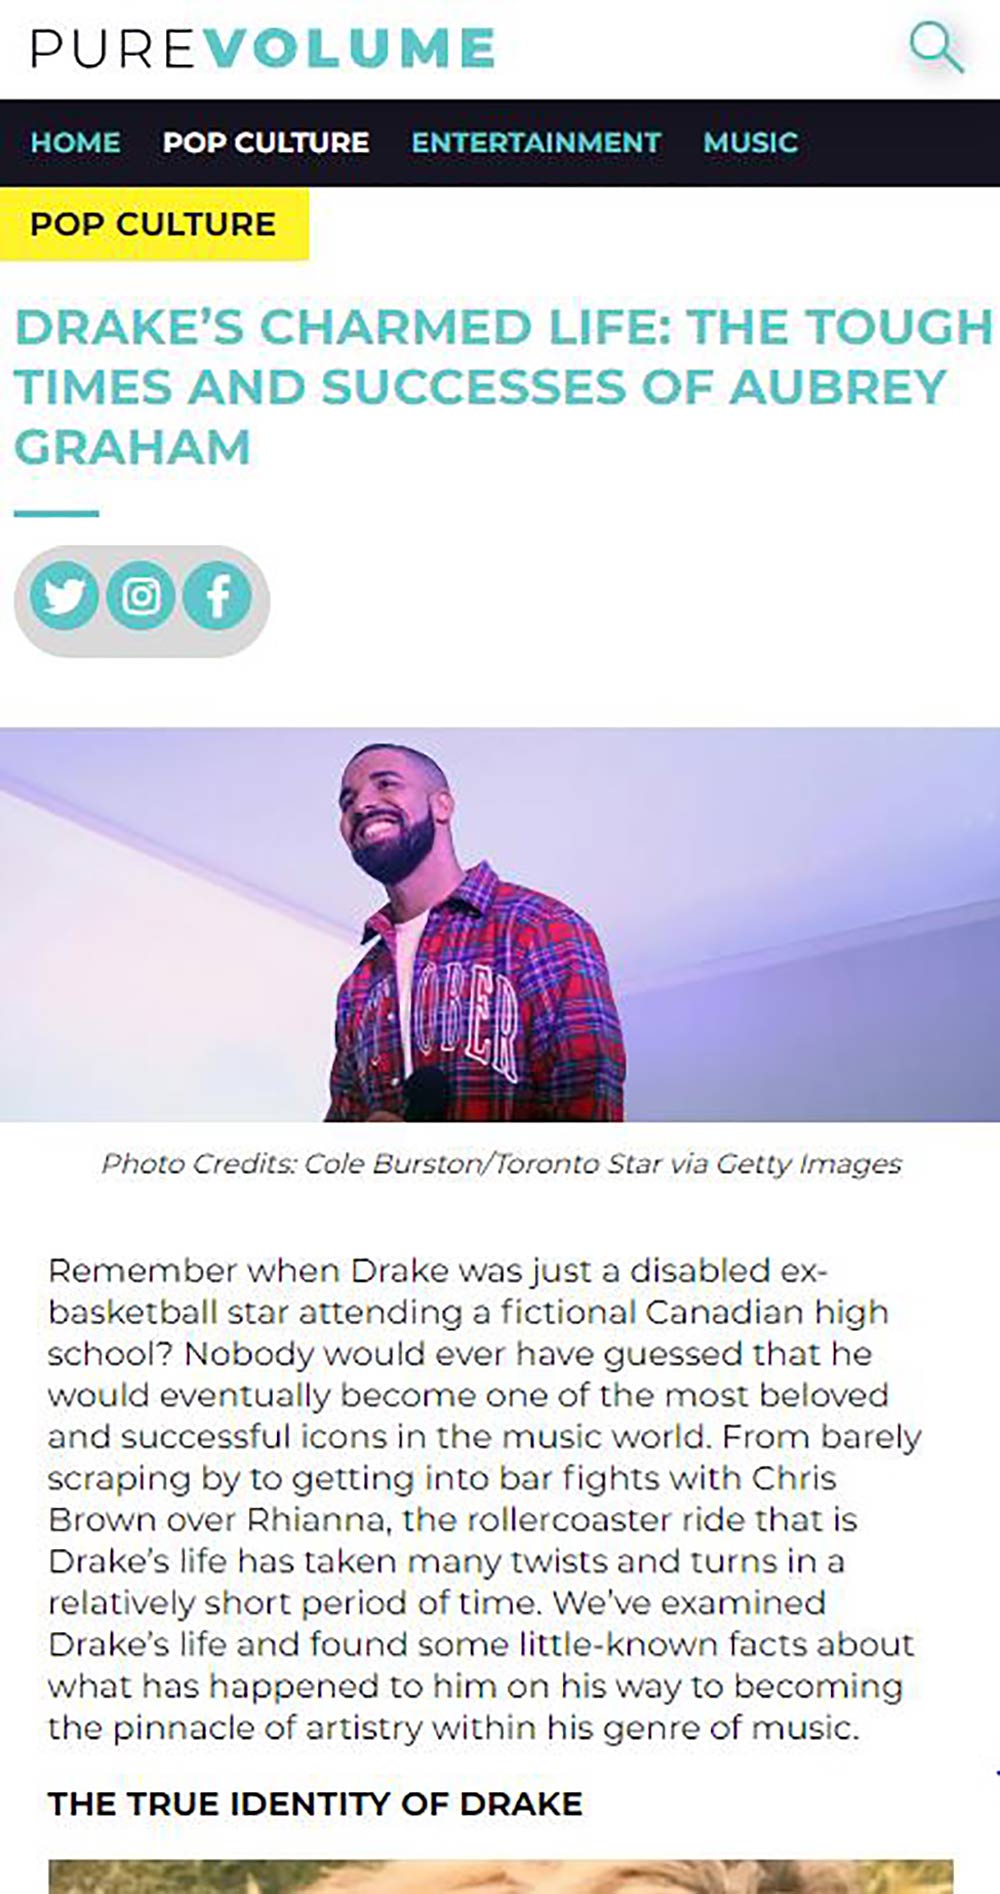 PUREVOLUME
HOME POP CULTURE ENTERTAINMENT MUSIC
POP CULTURE
DRAKE’S CHARMED LIFE: THE TOUGH
TIMES AND SUCCESSES OF AUBREY
GRAHAM
OBER
Photo Credits: Cole Burston/Toronto Star via Getty Images
Remember when Drake was just a disabled ex-
basketball star attending a fictional Canadian high
school? Nobody would ever have guessed that he
would eventually become one of the most beloved
and successful icons in the music world. From barely
scraping by to getting into bar fights with Chris
Brown over Rhianna, the rollercoaster ride that is
Drake’s life has taken many twists and turns in a
relatively short period of time. We’ve examined
Drake’s life and found some little-known facts about
what has happened to him on his way to becoming
the pinnacle of artistry within his genre of music.
THE TRUE IDENTITY OF DRAKE